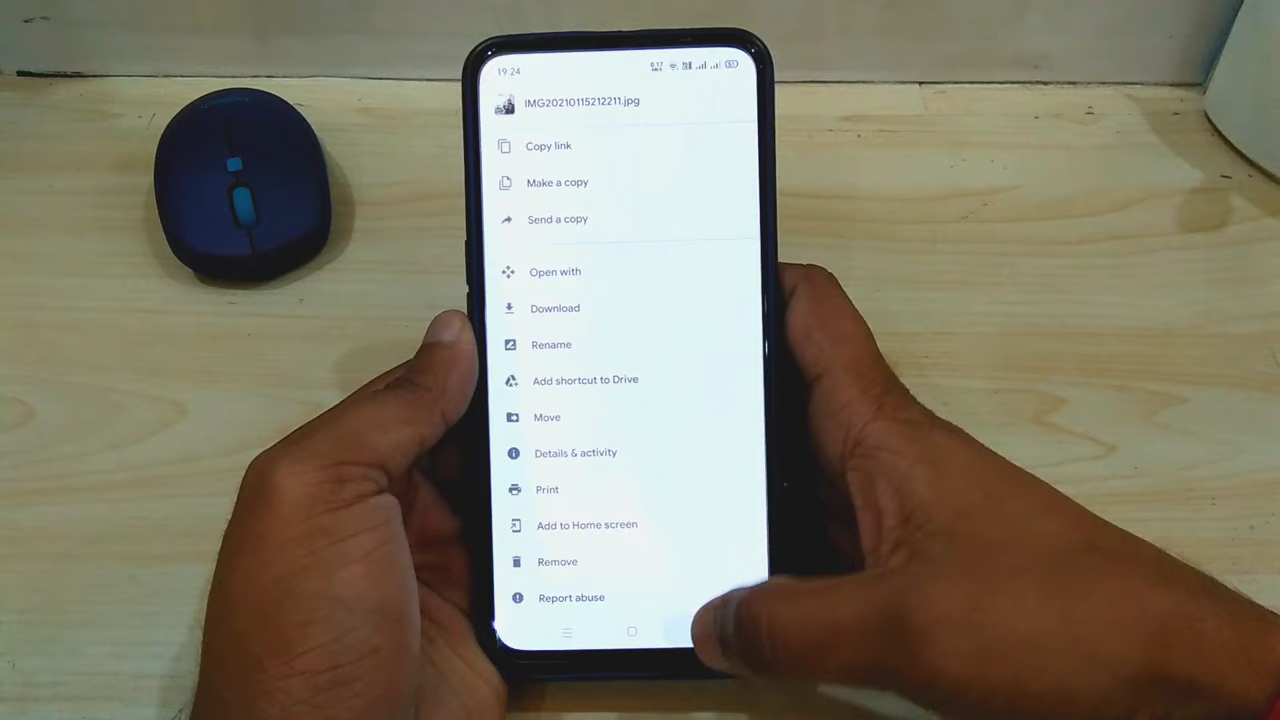 19:24
IMG20210115212211.jpg
Copy link
Make a copy
Send a copy
Open with
Download
Rename
Add shortcut to Drive
Move
Details & activity
Print
Add to Home screen
Remove
Report abuse